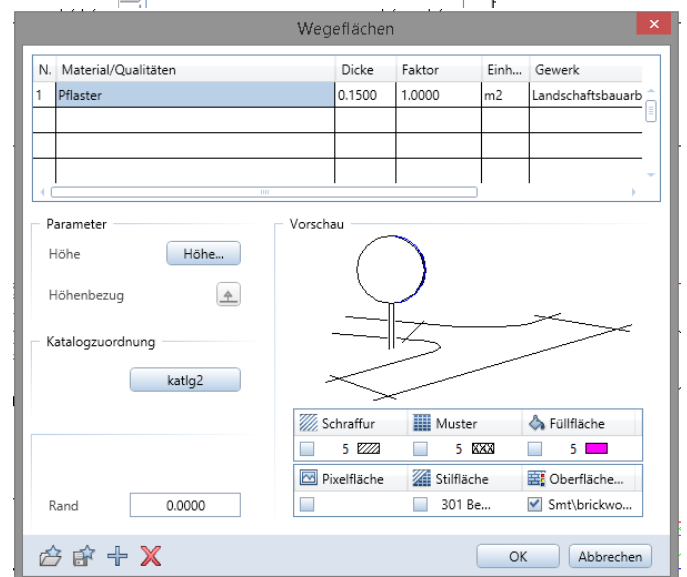 Wegeflächen
N. Material/Qualitäten Dicke Faktor Einh... Gewerk
1 Pflaster 0.1500 1.0000 m2 Landschaftsbauarb
Parameter
Höhe Höhe...
Höhenbezug
Katalogzuordnung
katlg2
Rand 0.0000
Vorschau
Schraffur Muster Füllfläche
5 5 5
Pixelfläche Stilfläche Oberfläche...
301 Be... Smt\brickwo...
OK Abbrechen